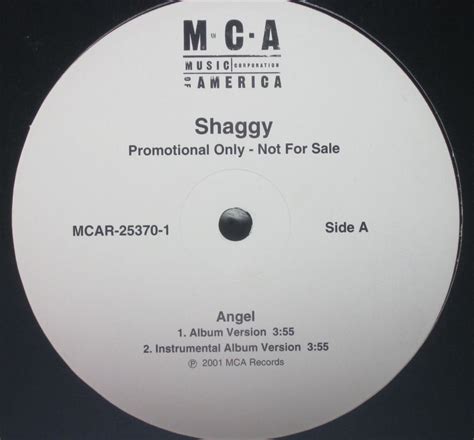 M·C·A
MUSIC CORPORATION
OF AMERICA
Shaggy
Promotional Only - Not For Sale
MCAR-25370-1 Side A
Angel
1. Album Version 3:55
2. Instrumental Album Version 3:55
℗ 2001 MCA Records